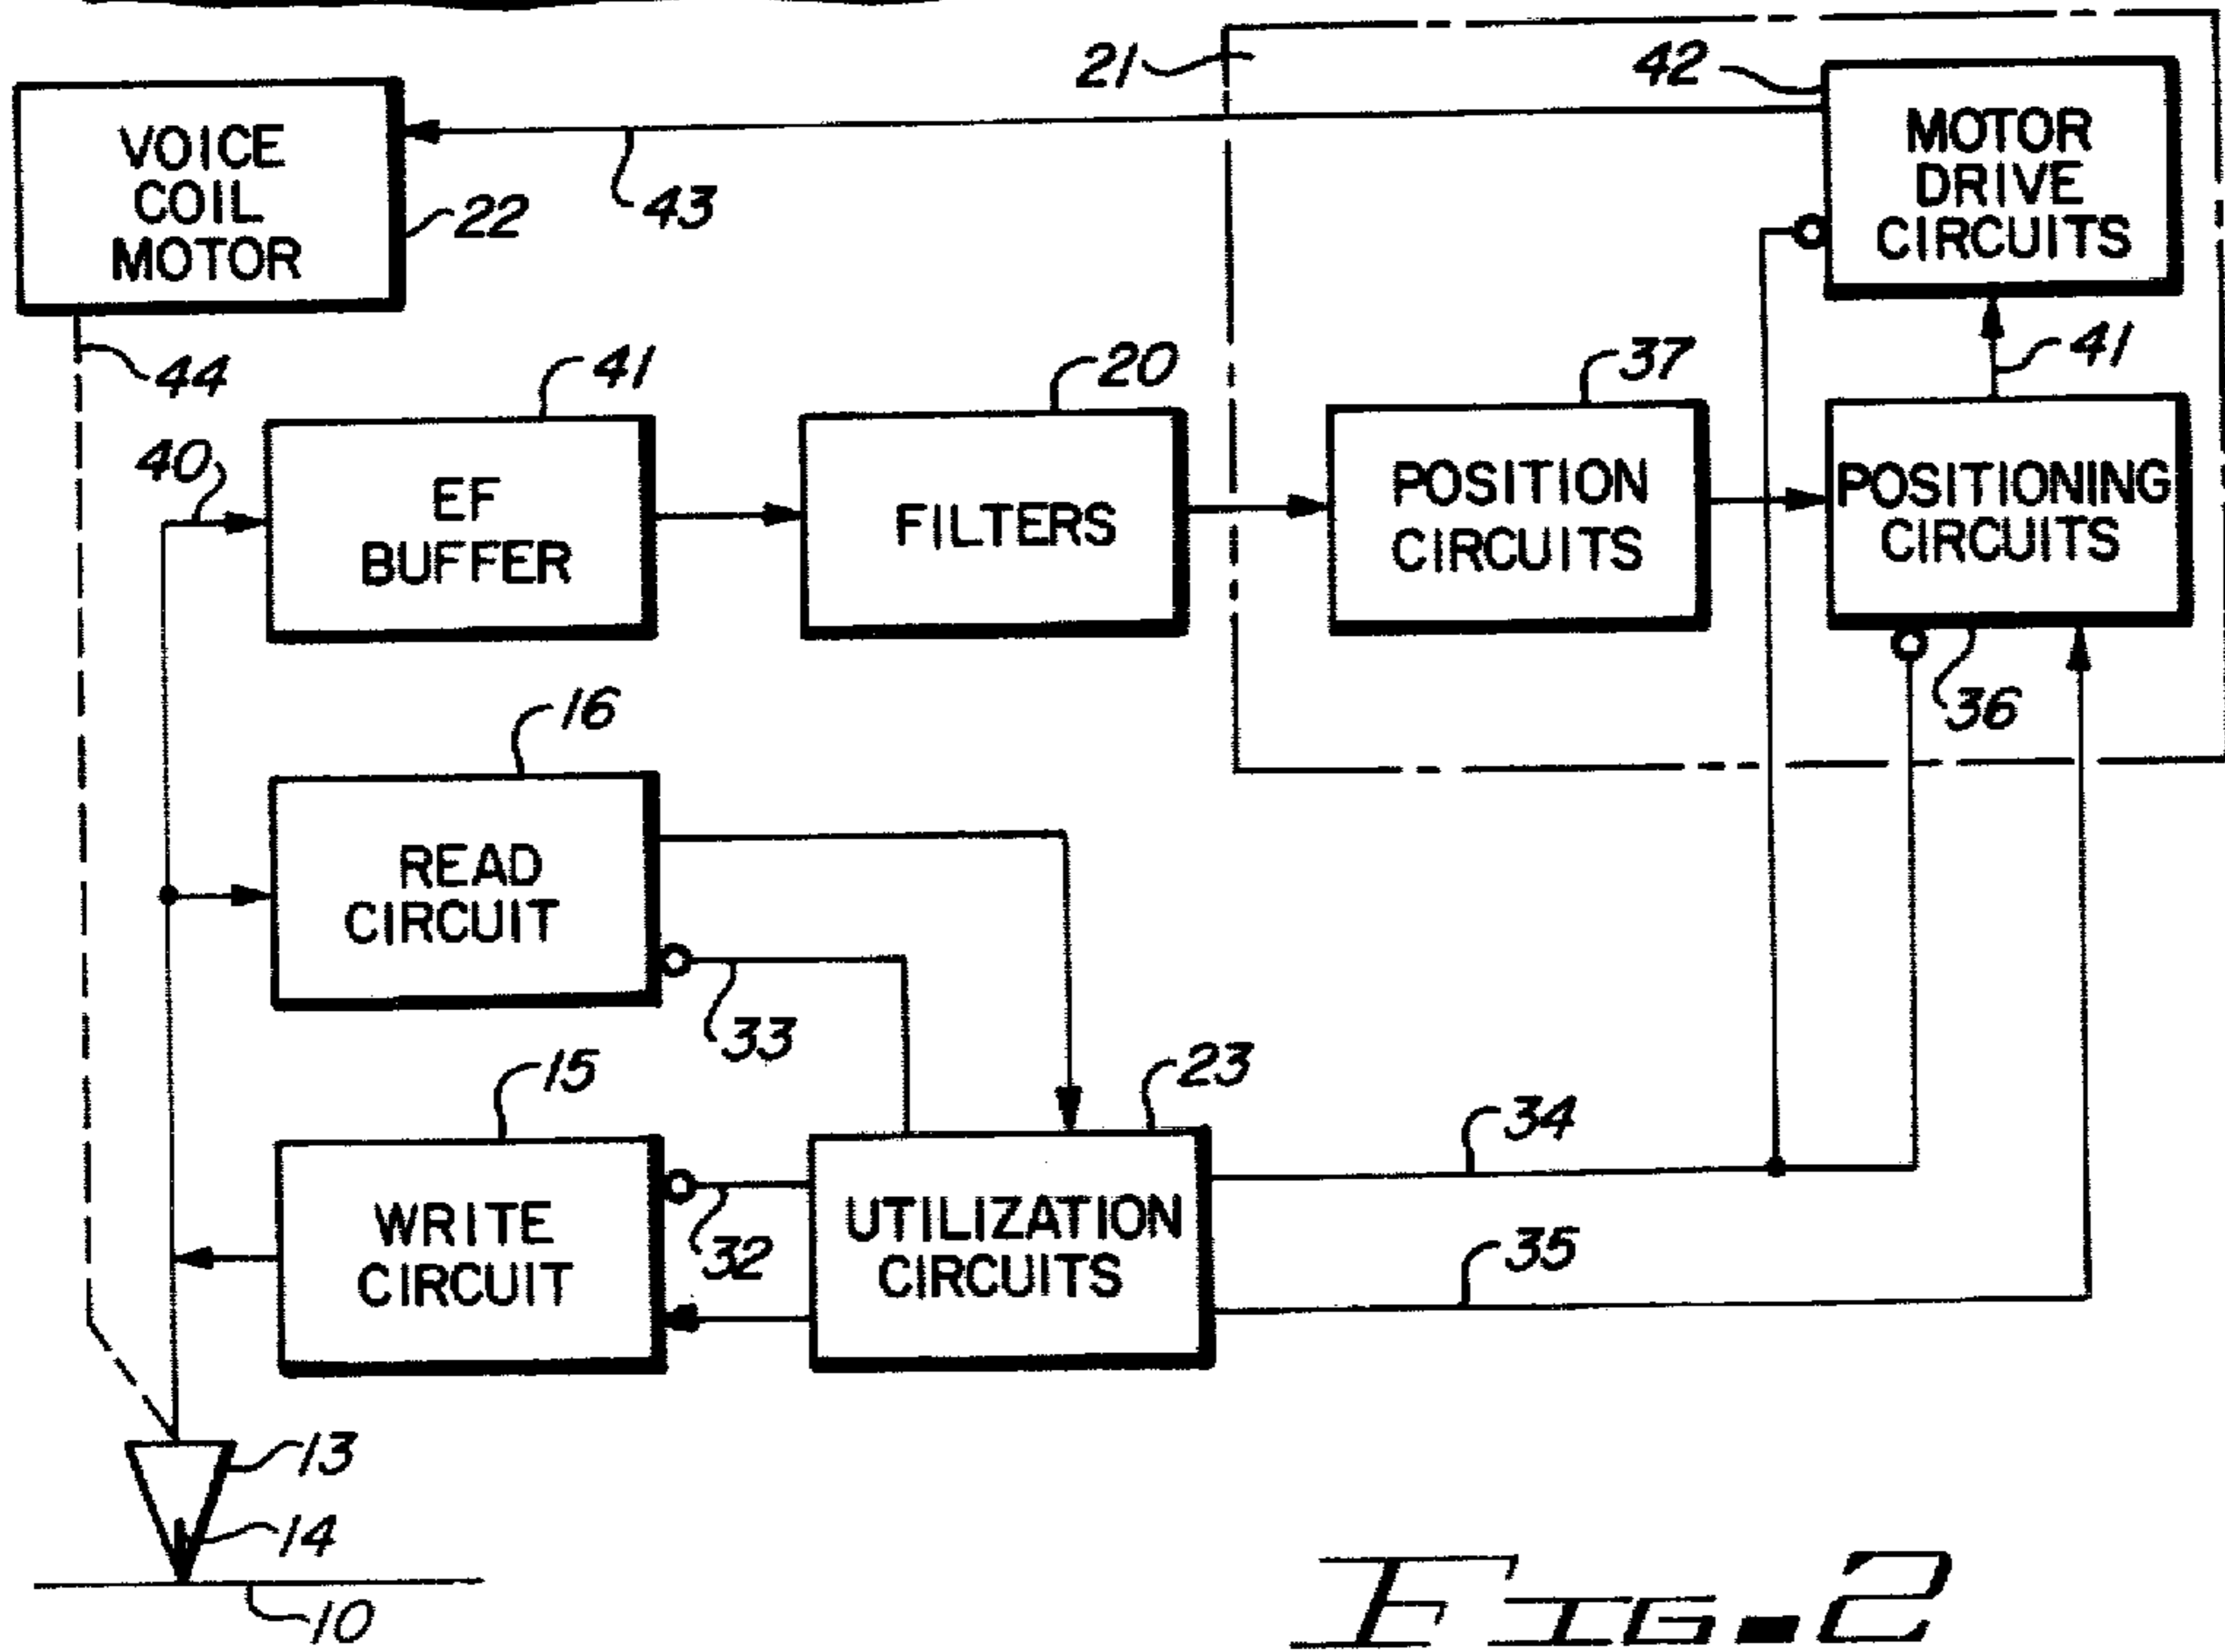 21
42
VOICE
COIL
MOTOR
22
43
MOTOR
DRIVE
CIRCUITS
44
41
20
37
41
40
EF
BUFFER
FILTERS
POSITION
CIRCUITS
POSITIONING
CIRCUITS
36
16
READ
CIRCUIT
33
15
23
34
WRITE
CIRCUIT
32
UTILIZATION
CIRCUITS
35
13
14
10
FIG. 2